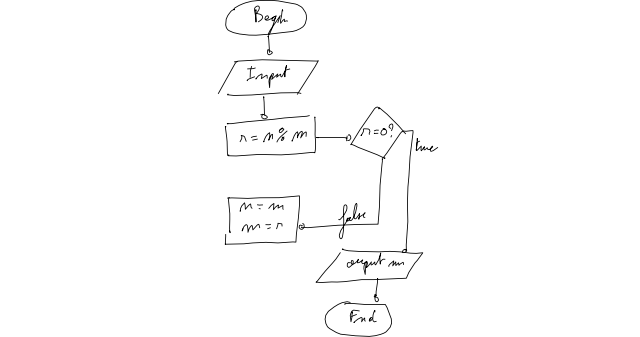 Begin
Input
r = n % m
r=0?
true
n = m
m = r
false
output m
End